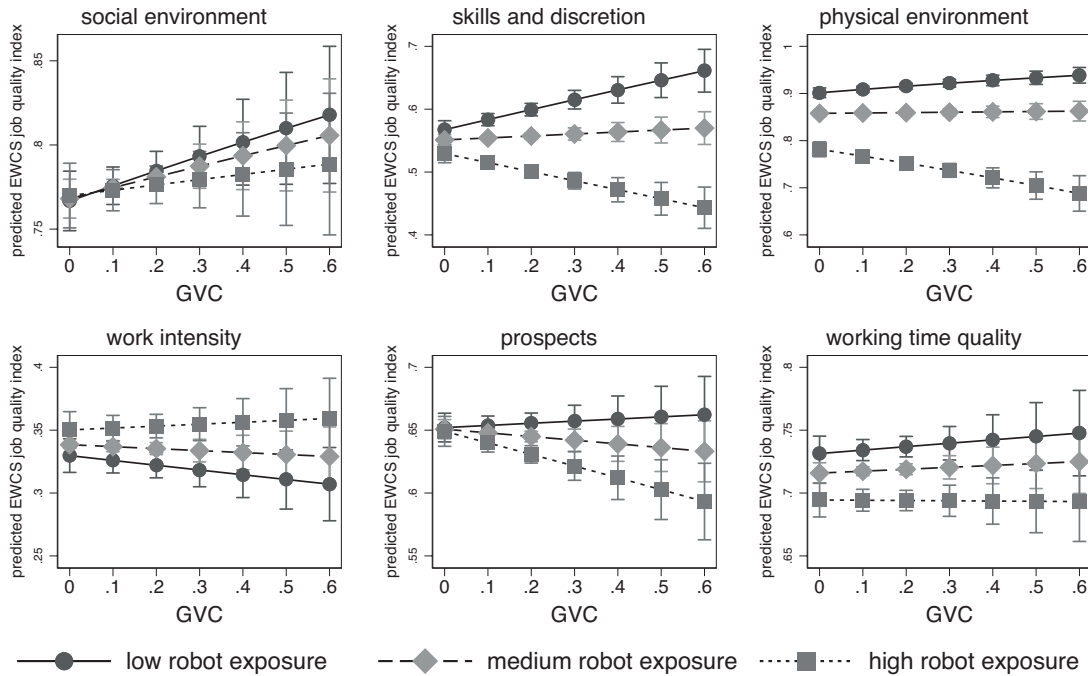 social environment
predicted EWCS job quality index
.85
.8
.75
0 .1 .2 .3 .4 .5 .6
GVC
skills and discretion
predicted EWCS job quality index
.7
.6
.5
.4
0 .1 .2 .3 .4 .5 .6
GVC
physical environment
predicted EWCS job quality index
1
.9
.8
.7
.6
0 .1 .2 .3 .4 .5 .6
GVC
work intensity
predicted EWCS job quality index
.4
.35
.3
.25
0 .1 .2 .3 .4 .5 .6
GVC
prospects
predicted EWCS job quality index
.7
.65
.6
.55
0 .1 .2 .3 .4 .5 .6
GVC
working time quality
predicted EWCS job quality index
.8
.75
.7
.65
0 .1 .2 .3 .4 .5 .6
GVC
low robot exposure
medium robot exposure
high robot exposure